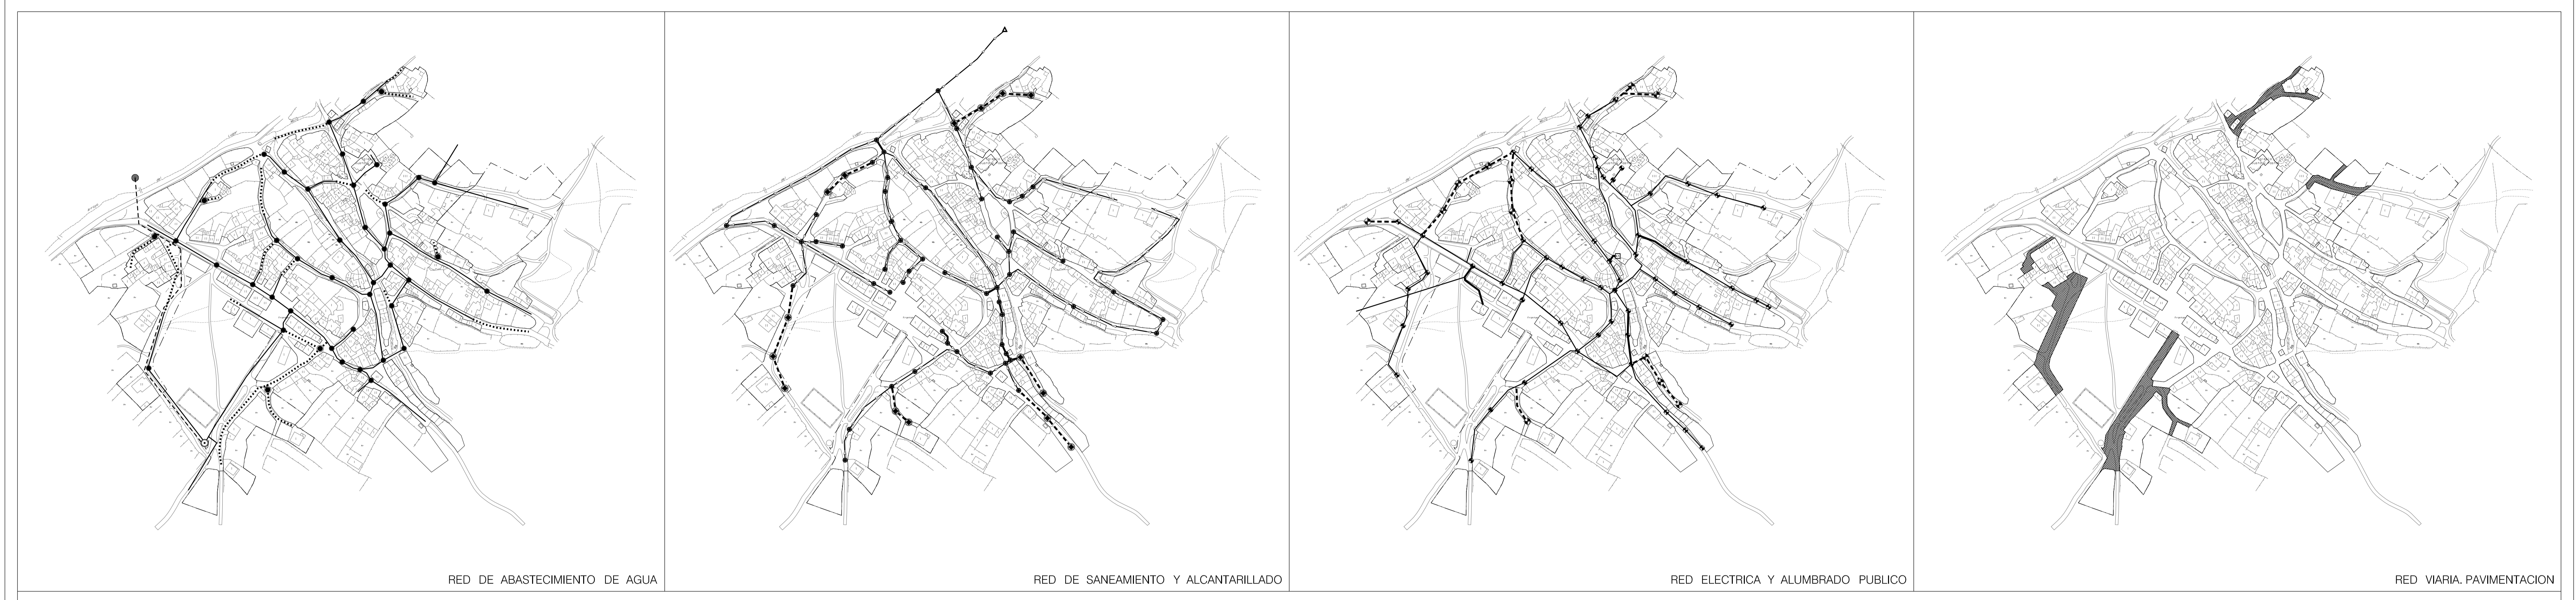 RED DE ABASTECIMIENTO DE AGUA
RED DE SANEAMIENTO Y ALCANTARILLADO
RED ELECTRICA Y ALUMBRADO PUBLICO
RED VIARIA. PAVIMENTACION